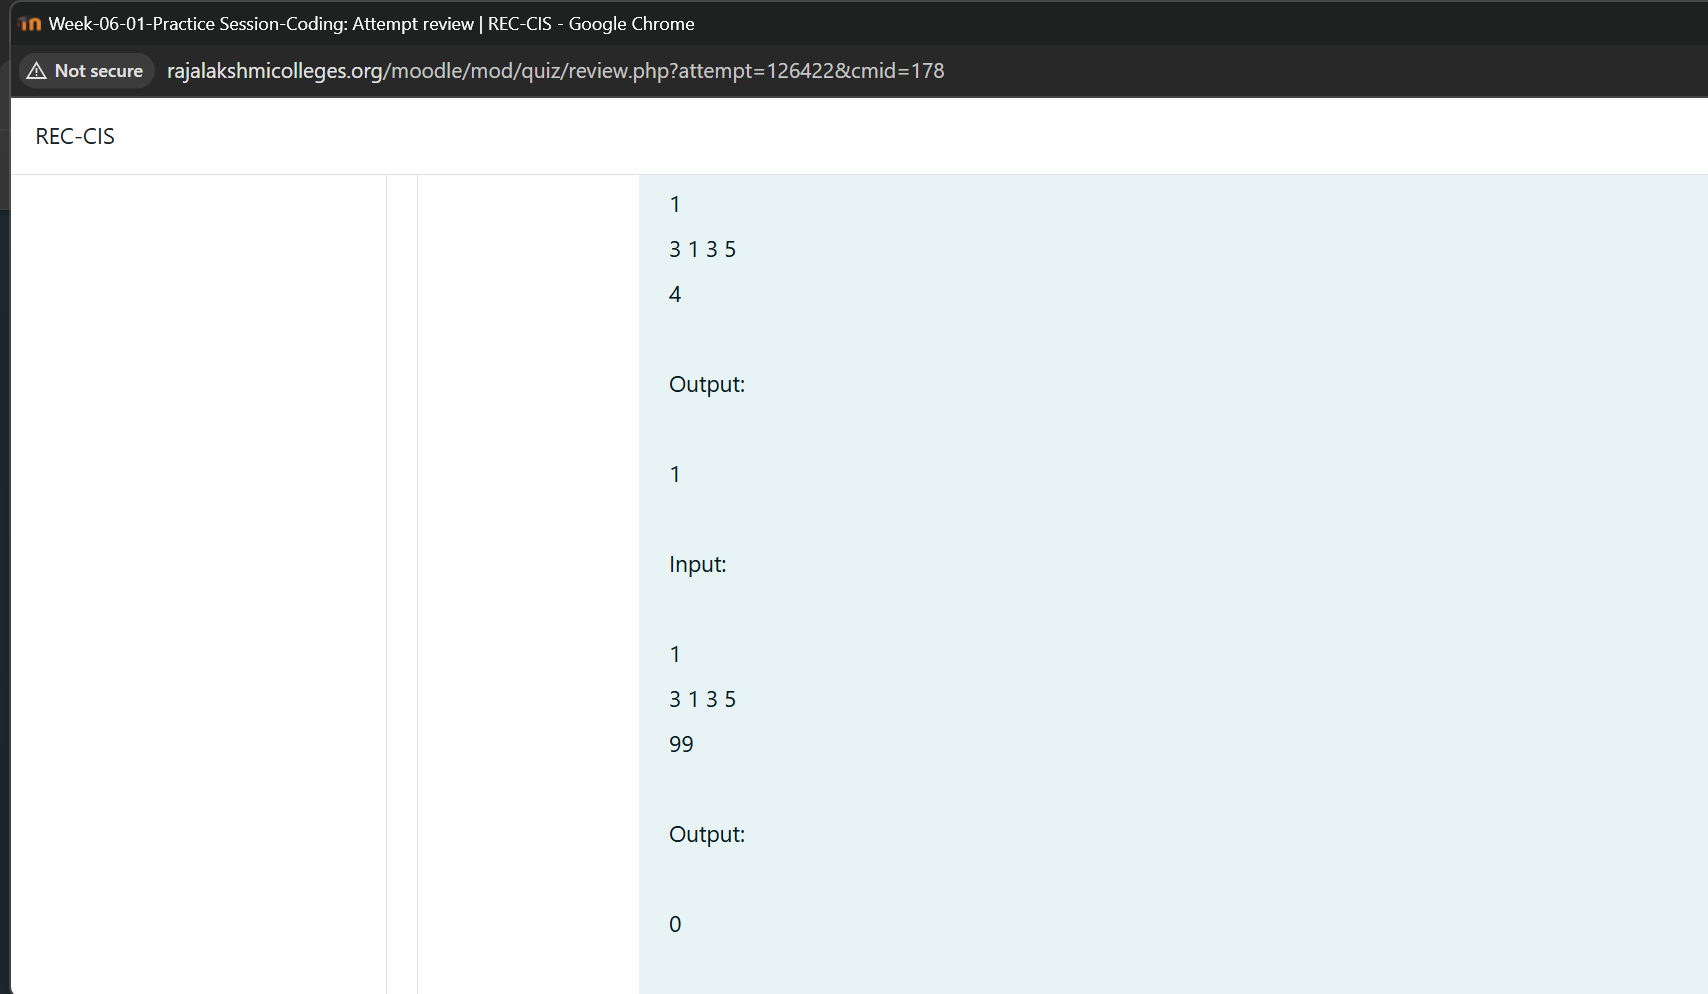 Week-06-01-Practice Session-Coding: Attempt review | REC-CIS - Google Chrome
Not secure rajalakshmicolleges.org/moodle/mod/quiz/review.php?attempt=126422&cmid=178
REC-CIS
1
3 1 3 5
4
Output:
1
Input:
1
3 1 3 5
99
Output:
0